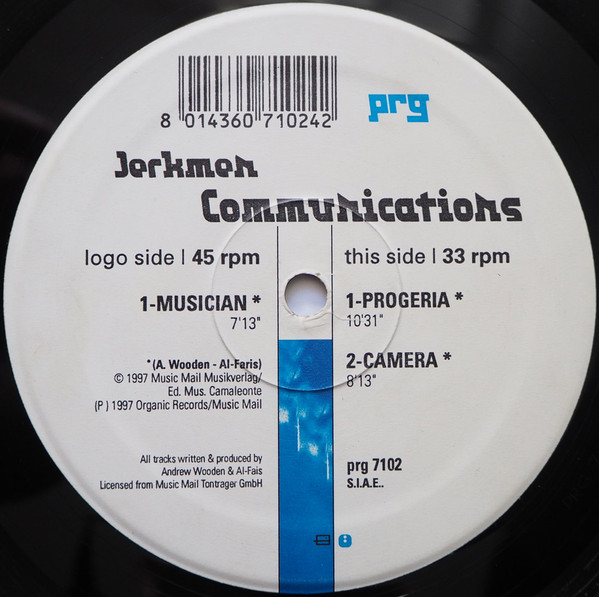 8 014360 710242
prg
Jerkmen
Communications
logo side | 45 rpm
1-MUSICIAN *
7'13"
*(A. Wooden - Al-Faris)
© 1997 Music Mail Musikverlag/
Ed. Mus. Camaleonte
(P) 1997 Organic Records/Music Mail
All tracks written & produced by
Andrew Wooden & Al-Fais
Licensed from Music Mail Tontrager GmbH
this side | 33 rpm
1-PROGERIA *
10'31"
2-CAMERA *
8'13"
prg 7102
S.I.A.E..